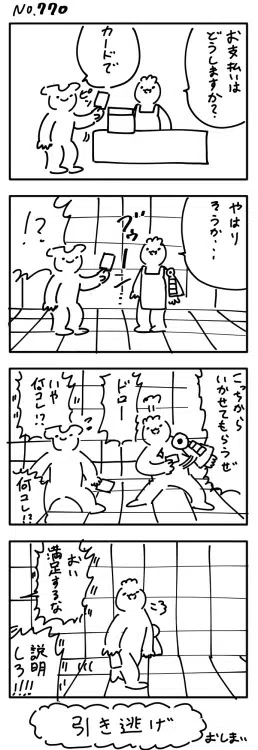 NO.770
お支払いは
どうしますか?
カードで
ピッ
やはり
そうか…
ヴゥーン…
!?
こっちから
いかせてもらうぜ
ドロー
?
いや
何コレ!?
何コレ!?
おい
満足するな
説明
しろ!!!!
引き逃げ
おしまい